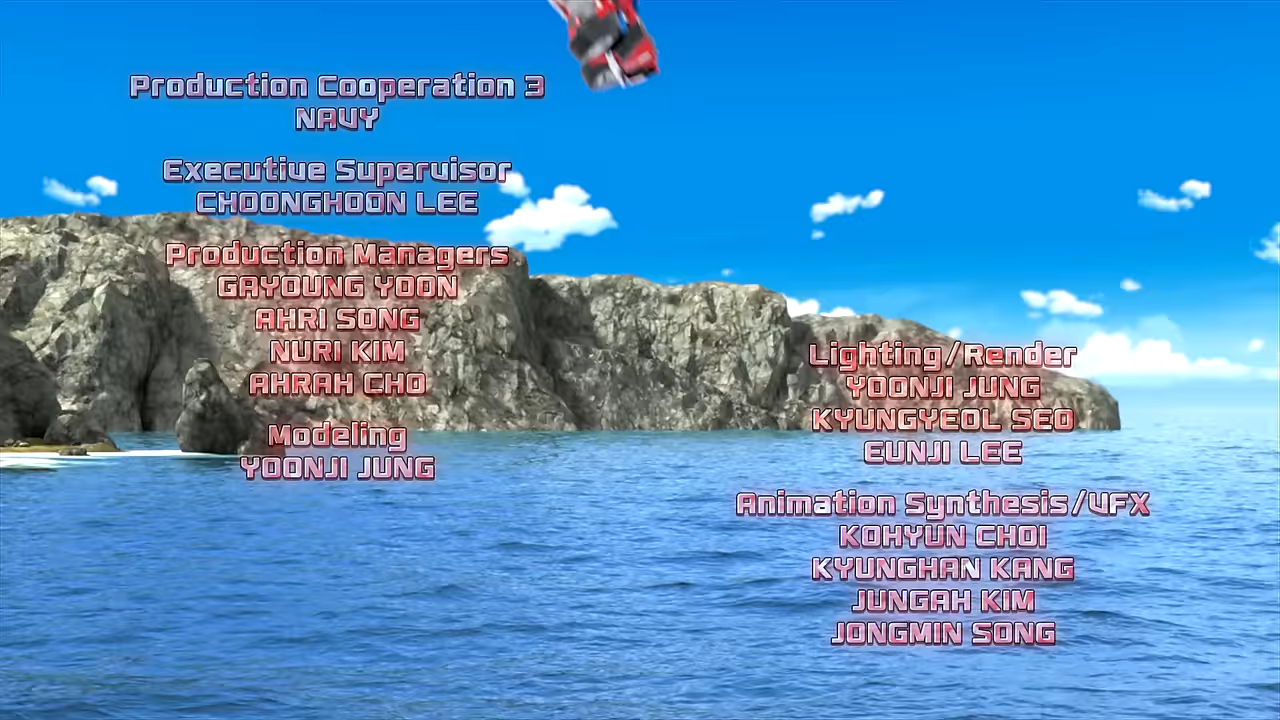 Production Cooperation 3
NAVY
Executive Supervisor
CHOONGHOON LEE
Production Managers
GAYOUNG YOON
AHRI SONG
NURI KIM
AHRAH CHO
Modeling
YOONJI JUNG
Lighting/Render
YOONJI JUNG
KYUNGYEOL SEO
EUNJI LEE
Animation Synthesis/VFX
KOHYUN CHOI
KYUNGHAN KANG
JUNGAH KIM
JONGMIN SONG